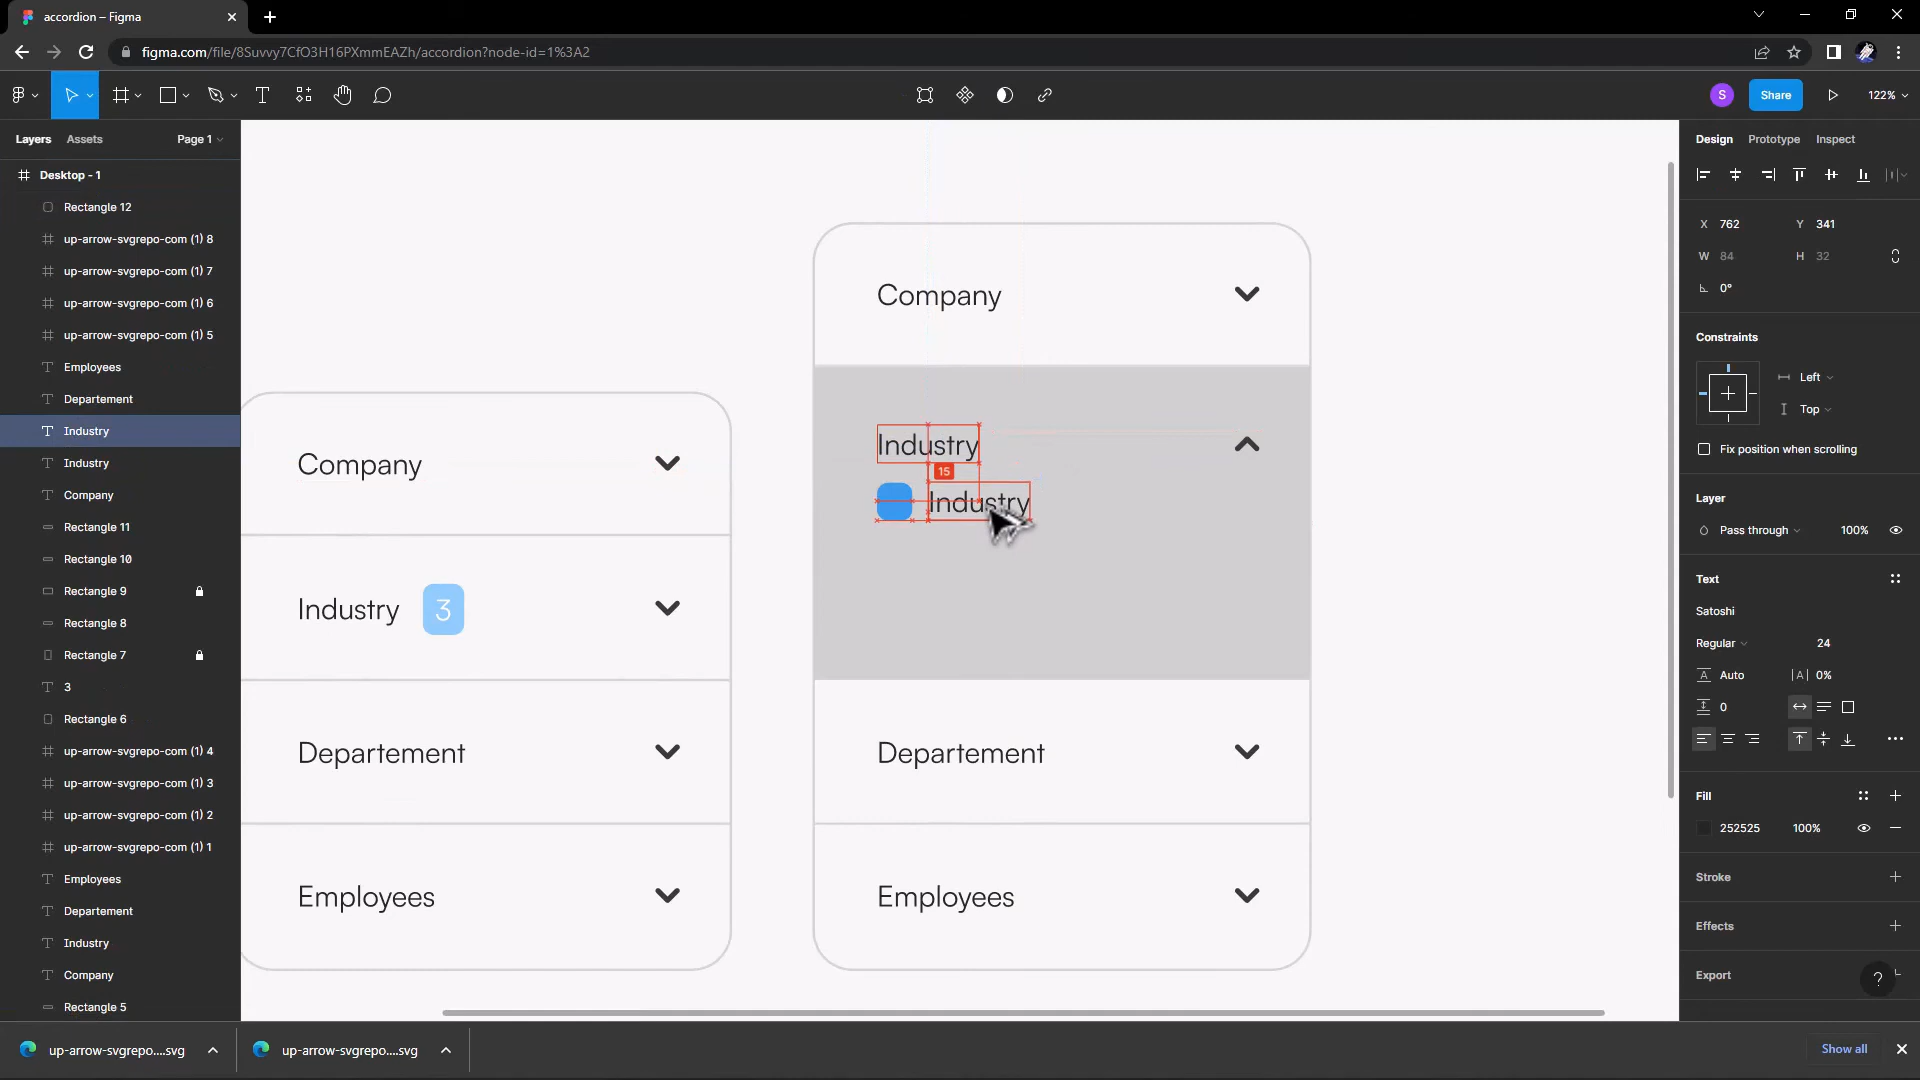 accordion – Figma
figma.com/file/8Suvvy7CfO3H16PXmmEAZh/accordion?node-id=1%3A2
S
Share
122%
Layers
Assets
Page 1
Desktop - 1
Rectangle 12
up-arrow-svgrepo-com (1) 8
up-arrow-svgrepo-com (1) 7
up-arrow-svgrepo-com (1) 6
up-arrow-svgrepo-com (1) 5
Employees
Departement
Industry
Industry
Company
Rectangle 11
Rectangle 10
Rectangle 9
Rectangle 8
Rectangle 7
3
Rectangle 6
up-arrow-svgrepo-com (1) 4
up-arrow-svgrepo-com (1) 3
up-arrow-svgrepo-com (1) 2
up-arrow-svgrepo-com (1) 1
Employees
Departement
Industry
Company
Rectangle 5
Company
Industry
3
Departement
Employees
Company
Industry
15
Industry
Departement
Employees
Design
Prototype
Inspect
X 762
Y 341
W 84
H 32
0°
Constraints
Left
Top
Fix position when scrolling
Layer
Pass through
100%
Text
Satoshi
Regular
24
Auto
|A| 0%
0
Fill
252525
100%
Stroke
Effects
Export
?
up-arrow-svgrepo....svg
up-arrow-svgrepo....svg
Show all